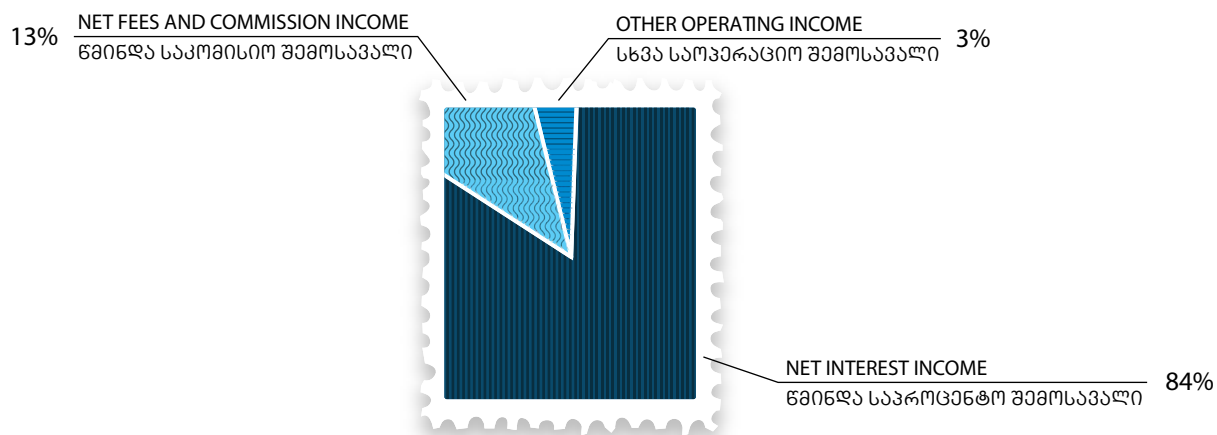 13%
NET FEES AND COMMISSION INCOME
წმინდა საკომისიო შემოსავალი
OTHER OPERATING INCOME
სხვა საოპერაციო შემოსავალი
3%
NET INTEREST INCOME
წმინდა საპროცენტო შემოსავალი
84%